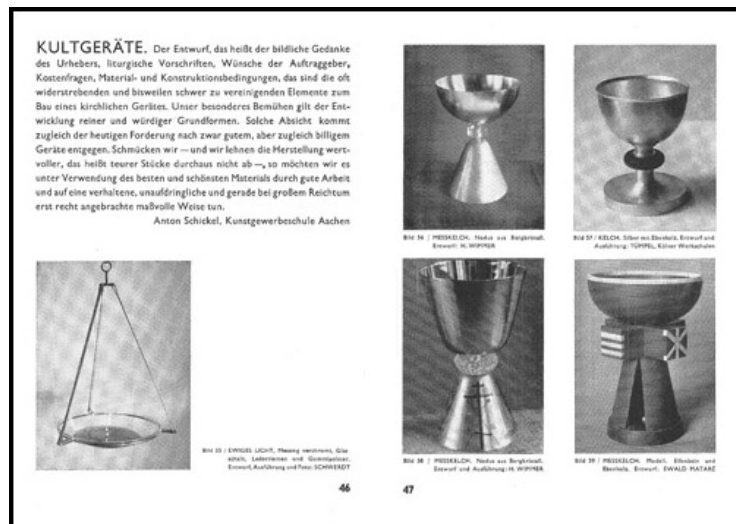 KULTGERÄTE. Der Entwurf, das heißt der bildliche Gedanke
des Urhebers, liturgische Vorschriften, Wünsche der Auftraggeber,
Kostenfragen, Material- und Konstruktionsbedingungen, das sind die oft
widerstrebenden und bisweilen schwer zu vereinigenden Elemente zum
Bau eines kirchlichen Gerätes. Unser besonderes Bemühen gilt der Ent-
wicklung reiner und würdiger Grundformen. Solche Absicht kommt
zugleich der heutigen Forderung nach zwar gutem, aber zugleich billigem
Geräte entgegen. Schmücken wir — und wir lehnen die Herstellung wert-
voller, das heißt teurer Stücke durchaus nicht ab —, so möchten wir es
unter Verwendung des besten und schönsten Materials durch gute Arbeit
und auf eine verhaltene, unaufdringliche und gerade bei großem Reichtum
erst recht angebrachte maßvolle Weise tun.
Anton Schickel, Kunstgewerbeschule Aachen
Bild 55 / EWIGES LICHT, Messing verchromt, Glas-
schale, Lederriemen und Gummipolster.
Entwurf, Ausführung und Foto: SCHWERDT
46
Bild 56 / MESSKELCH. Nodus aus Bergkristall.
Entwurf: H. WIMMER
Bild 57 / KELCH. Silber mit Ebenholz. Entwurf und
Ausführung: TÜMPEL, Kölner Werkschulen
Bild 58 / MESSKELCH. Nodus aus Bergkristall.
Entwurf und Ausführung: H. WIMMER
Bild 59 / MESSKELCH. Modell. Elfenbein und
Ebenholz. Entwurf: EWALD MATARÉ
47